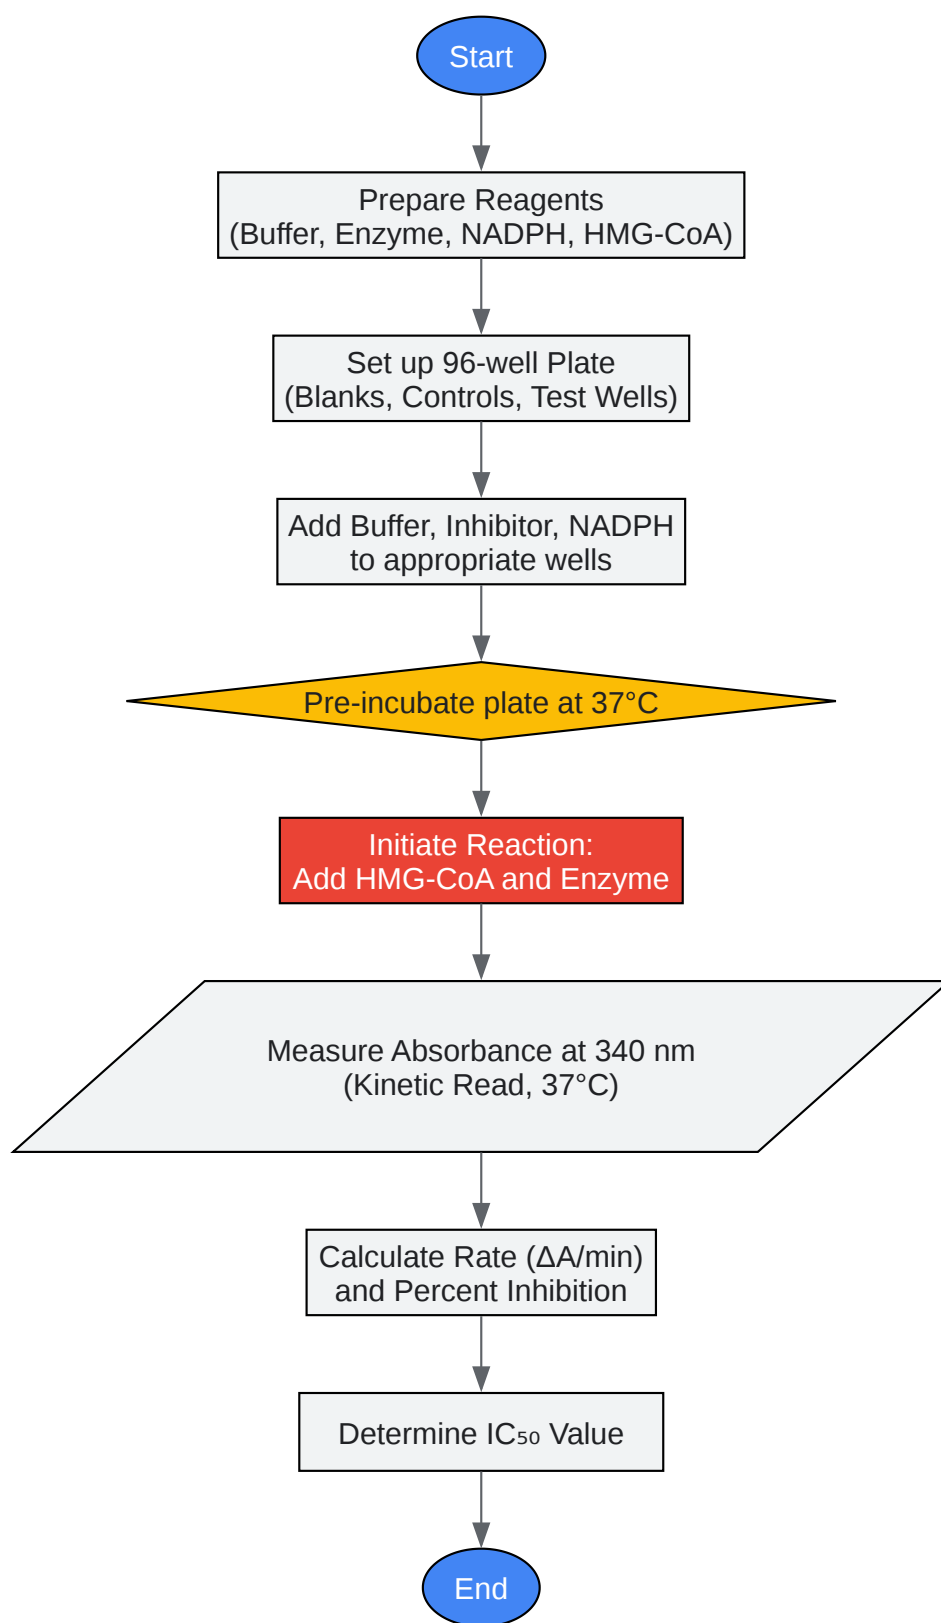 Start
Prepare Reagents
(Buffer, Enzyme, NADPH, HMG-CoA)
Set up 96-well Plate
(Blanks, Controls, Test Wells)
Add Buffer, Inhibitor, NADPH
to appropriate wells
Pre-incubate plate at 37°C
Initiate Reaction:
Add HMG-CoA and Enzyme
Measure Absorbance at 340 nm
(Kinetic Read, 37°C)
Calculate Rate (ΔA/min)
and Percent Inhibition
Determine IC₅₀ Value
End